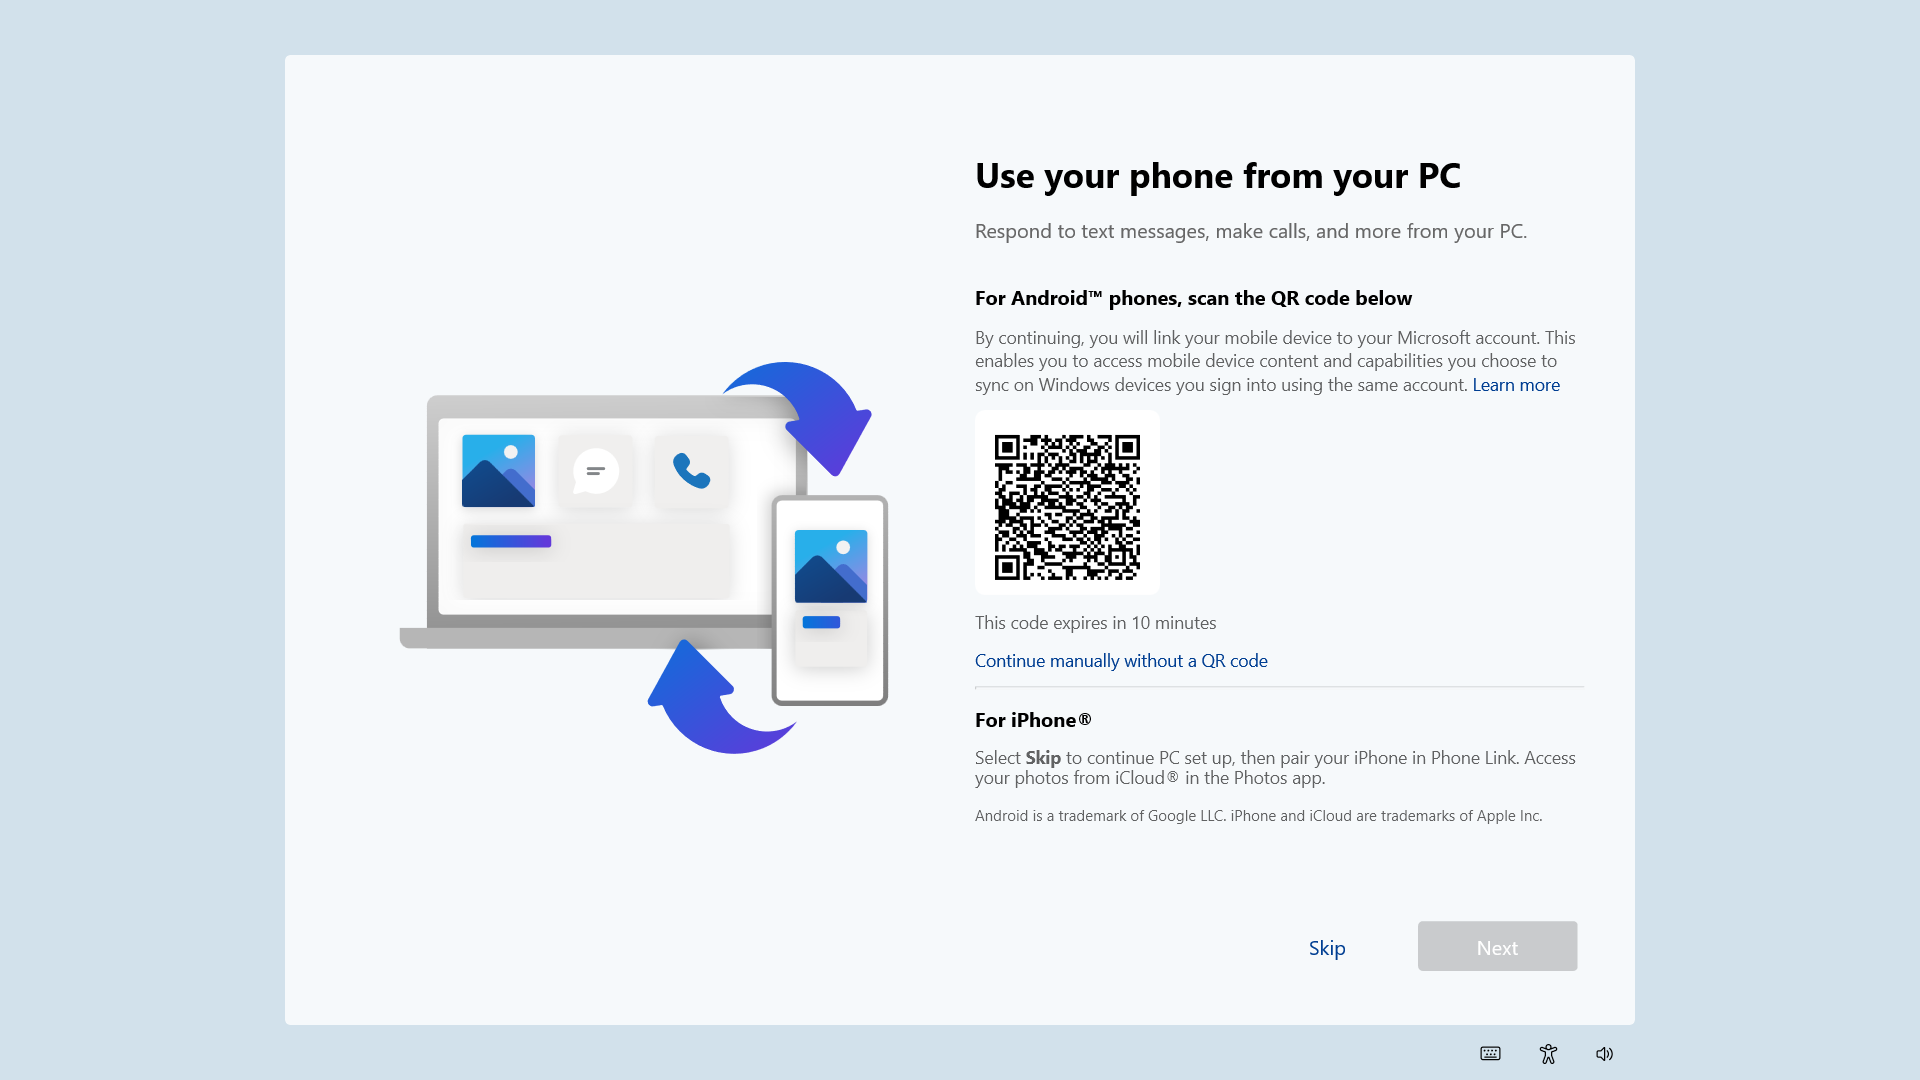 Use your phone from your PC
Respond to text messages, make calls, and more from your PC.
For Android™ phones, scan the QR code below
By continuing, you will link your mobile device to your Microsoft account. This
enables you to access mobile device content and capabilities you choose to
sync on Windows devices you sign into using the same account. Learn more
This code expires in 10 minutes
Continue manually without a QR code
For iPhone®
Select Skip to continue PC set up, then pair your iPhone in Phone Link. Access
your photos from iCloud® in the Photos app.
Android is a trademark of Google LLC. iPhone and iCloud are trademarks of Apple Inc.
Skip
Next